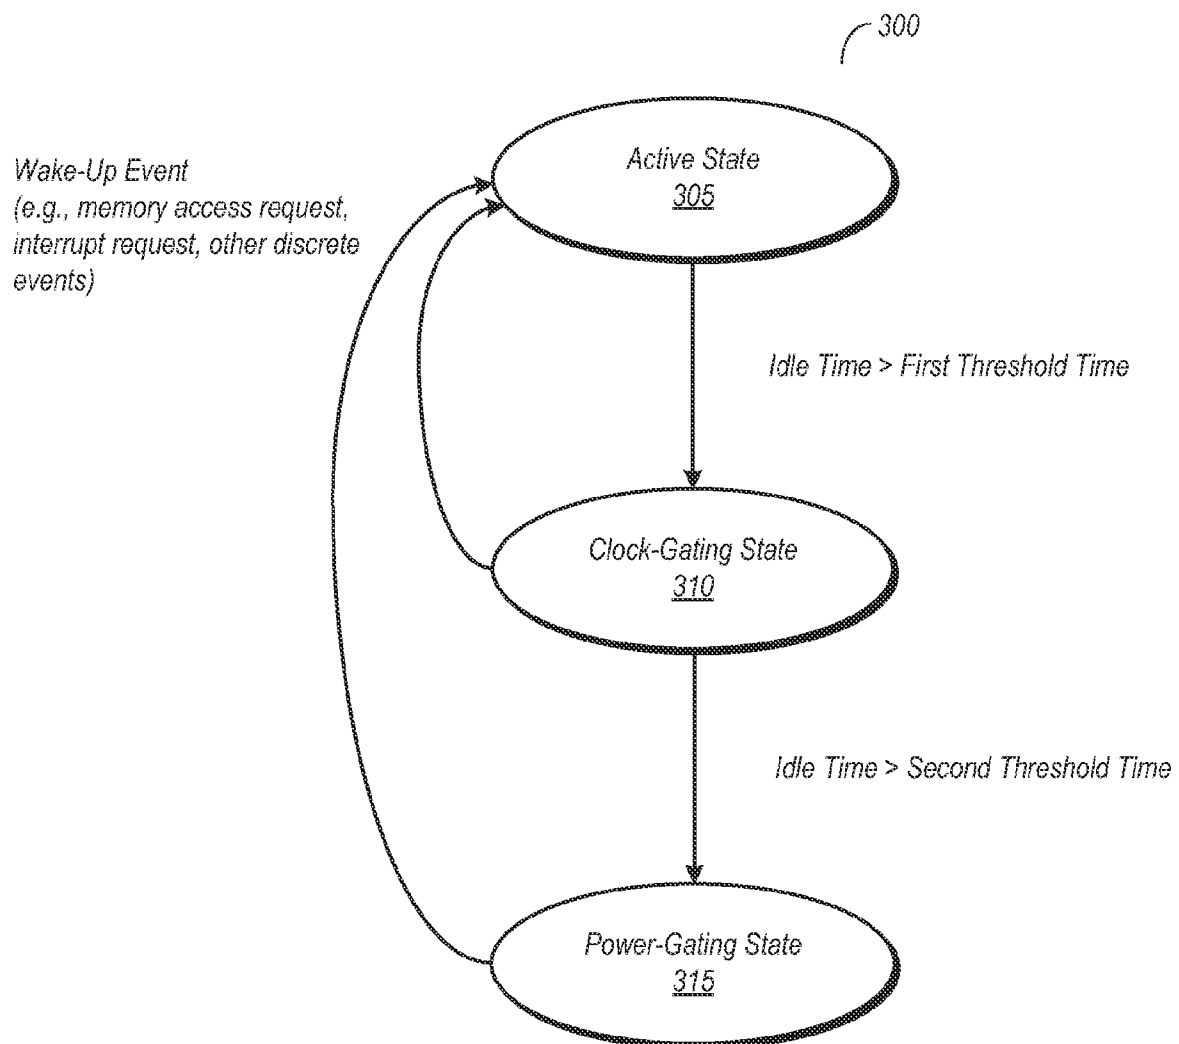 300
Active State
305
Wake-Up Event
(e.g., memory access request,
interrupt request, other discrete
events)
Idle Time > First Threshold Time
Clock-Gating State
310
Idle Time > Second Threshold Time
Power-Gating State
315